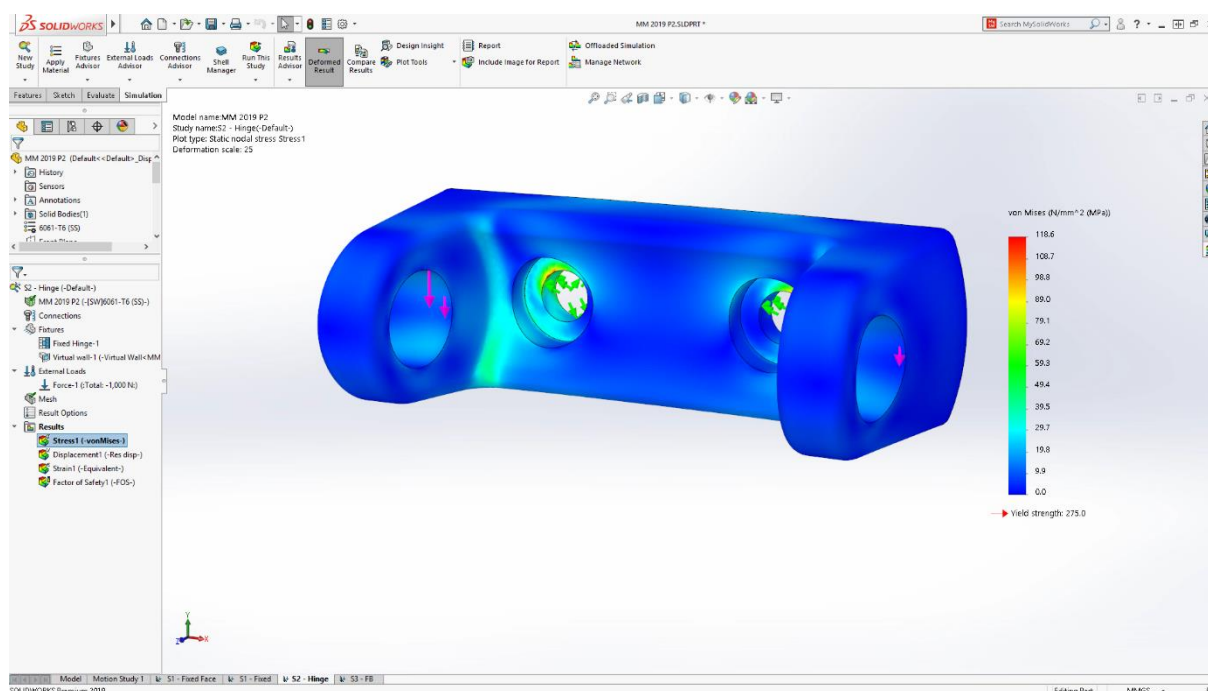 SOLIDWORKS
MM 2019 P2.SLDPRT *
Search MySolidWorks
New Study
Apply Material
Fixtures Advisor
External Loads Advisor
Connections Advisor
Shell Manager
Run This Study
Results Advisor
Deformed Result
Compare Results
Design Insight
Plot Tools
Report
Include Image for Report
Offloaded Simulation
Manage Network
Features Sketch Evaluate Simulation
Model name:MM 2019 P2
Study name:S2 - Hinge(-Default-)
Plot type: Static nodal stress Stress1
Deformation scale: 25
MM 2019 P2 (Default<<Default>_Disp
History
Sensors
Annotations
Solid Bodies(1)
6061-T6 (SS)
Front Plane
S2 - Hinge (-Default-)
MM 2019 P2 (-[SW]6061-T6 (SS)-)
Connections
Fixtures
Fixed Hinge-1
Virtual wall-1 (-Virtual Wall<MM
External Loads
Force-1 (:Total: -1,000 N:)
Mesh
Result Options
Results
Stress1 (-vonMises-)
Displacement1 (-Res disp-)
Strain1 (-Equivalent-)
Factor of Safety1 (-FOS-)
von Mises (N/mm^2 (MPa))
118.6
108.7
98.8
89.0
79.1
69.2
59.3
49.4
39.5
29.7
19.8
9.9
0.0
Yield strength: 275.0
Y
X
Z
Model Motion Study 1 S1 - Fixed Face S1 - Fixed S2 - Hinge S3 - FB
SOLIDWORKS Premium 2019
Editing Part MMGS